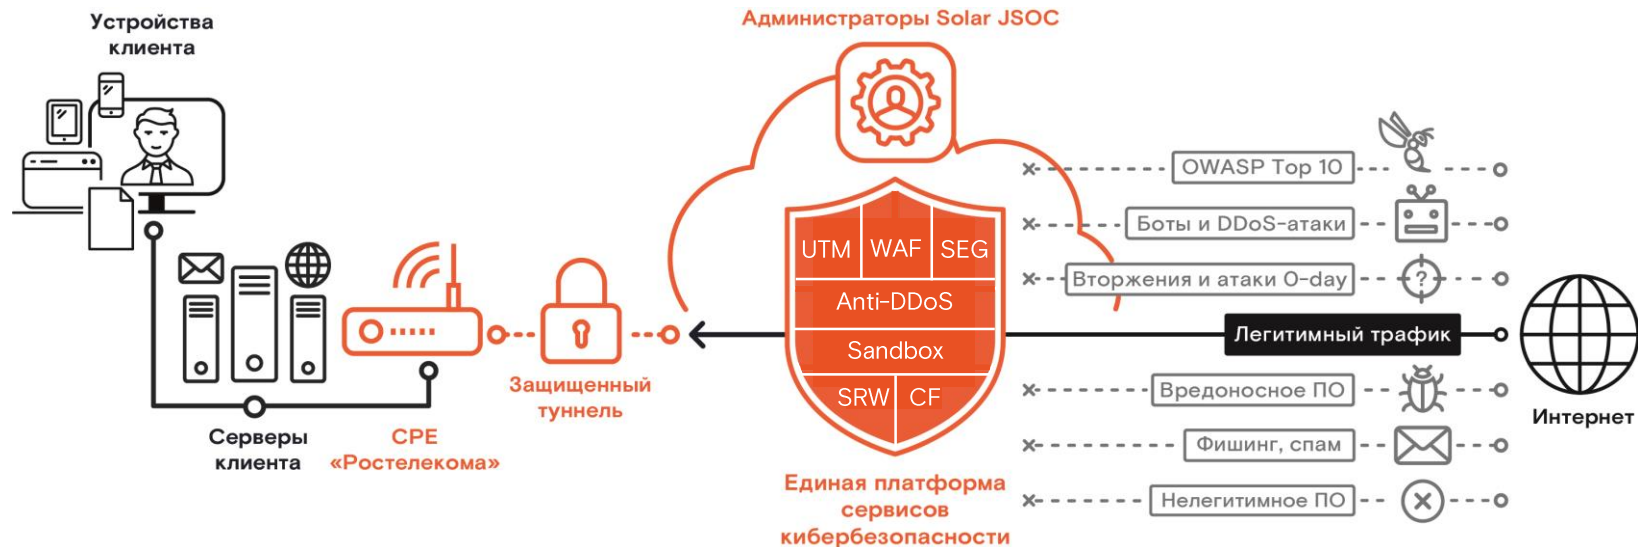 Устройства
клиента
Администраторы Solar JSOC
OWASP Top 10
Боты и DDoS-атаки
UTM WAF SEG
Вторжения и атаки 0-day
?
Anti-DDoS
Легитимный трафик
Sandbox
Защищенный
туннель
SRW CF
Вредоносное ПО
Интернет
Серверы
клиента
CPE
«Ростелекома»
Фишинг, спам
Единая платформа
сервисов
кибербезопасности
Нелегитимное ПО